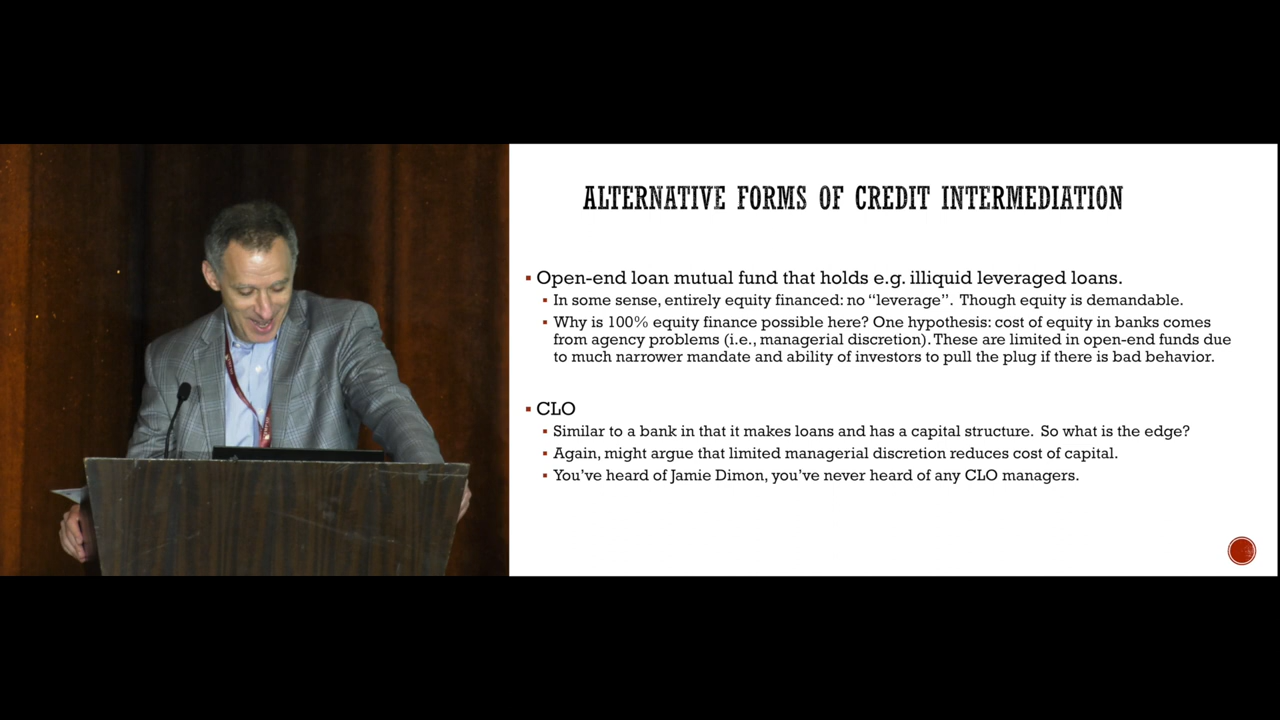 ALTERNATIVE FORMS OF CREDIT INTERMEDIATION
Open-end loan mutual fund that holds e.g. illiquid leveraged loans.
In some sense, entirely equity financed: no “leverage”. Though equity is demandable.
Why is 100% equity finance possible here? One hypothesis: cost of equity in banks comes
from agency problems (i.e., managerial discretion). These are limited in open-end funds due
to much narrower mandate and ability of investors to pull the plug if there is bad behavior.
CLO
Similar to a bank in that it makes loans and has a capital structure. So what is the edge?
Again, might argue that limited managerial discretion reduces cost of capital.
You’ve heard of Jamie Dimon, you’ve never heard of any CLO managers.